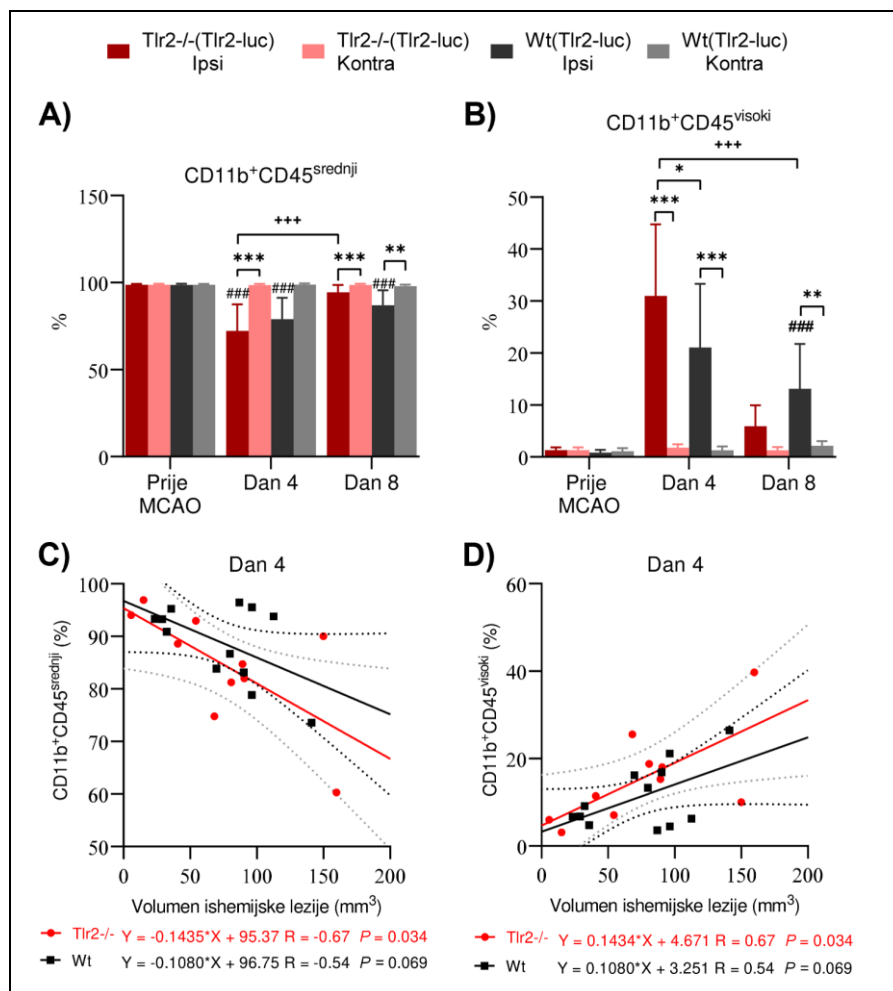 Tlr2-/-(Tlr2-luc) Ipsi
Tlr2-/-(Tlr2-luc) Kontra
Wt(Tlr2-luc) Ipsi
Wt(Tlr2-luc) Kontra
A)
CD11b⁺CD45ˢʳᵉᵈⁿʲⁱ
%
150
100
50
0
+++
***
***
**
###
###
###
Prije MCAO
Dan 4
Dan 8
B)
CD11b⁺CD45ᵛⁱˢᵒᵏⁱ
%
50
40
30
20
10
0
+++
*
***
***
**
###
Prije MCAO
Dan 4
Dan 8
C)
Dan 4
CD11b⁺CD45ˢʳᵉᵈⁿʲⁱ (%)
100
90
80
70
60
50
0 50 100 150 200
Volumen ishemijske lezije (mm³)
Tlr2-/- Y = -0.1435*X + 95.37 R = -0.67 P = 0.034
Wt Y = -0.1080*X + 96.75 R = -0.54 P = 0.069
D)
Dan 4
CD11b⁺CD45ᵛⁱˢᵒᵏⁱ (%)
60
40
20
0
0 50 100 150 200
Volumen ishemijske lezije (mm³)
Tlr2-/- Y = 0.1434*X + 4.671 R = 0.67 P = 0.034
Wt Y = 0.1080*X + 3.251 R = 0.54 P = 0.069